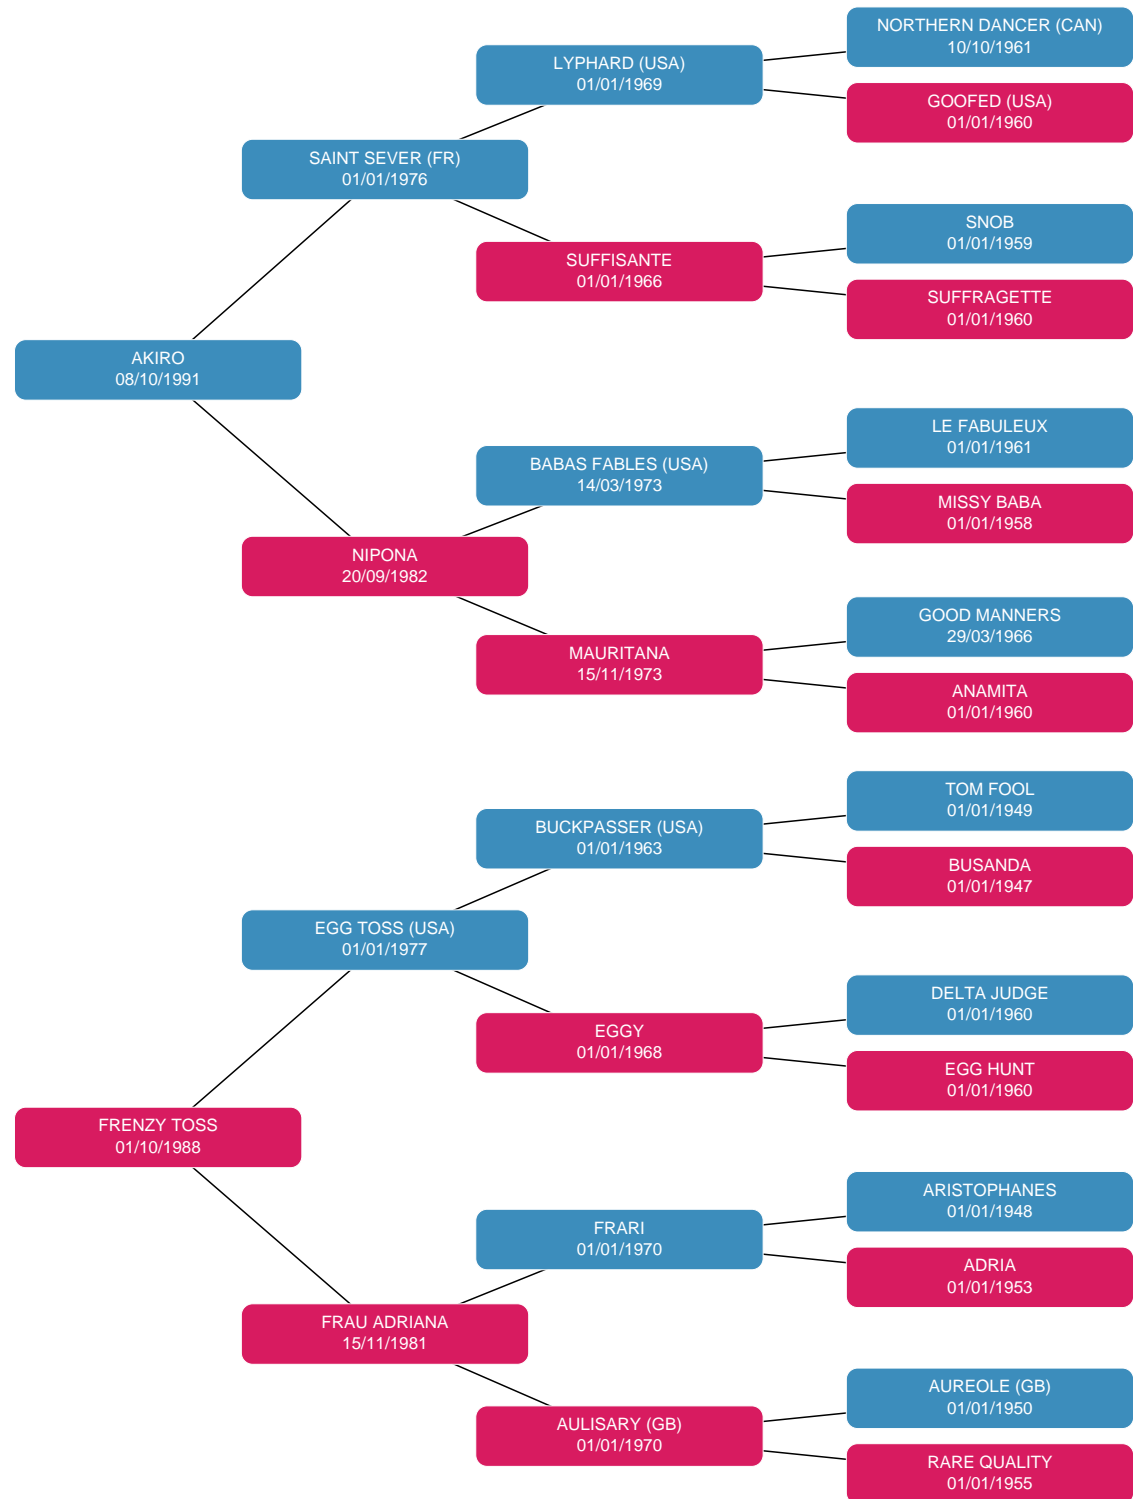 NORTHERN DANCER (CAN)
10/10/1961
LYPHARD (USA)
01/01/1969
GOOFED (USA)
01/01/1960
SAINT SEVER (FR)
01/01/1976
SNOB
01/01/1959
SUFFISANTE
01/01/1966
SUFFRAGETTE
01/01/1960
AKIRO
08/10/1991
LE FABULEUX
01/01/1961
BABAS FABLES (USA)
14/03/1973
MISSY BABA
01/01/1958
NIPONA
20/09/1982
GOOD MANNERS
29/03/1966
MAURITANA
15/11/1973
ANAMITA
01/01/1960
TOM FOOL
01/01/1949
BUCKPASSER (USA)
01/01/1963
BUSANDA
01/01/1947
EGG TOSS (USA)
01/01/1977
DELTA JUDGE
01/01/1960
EGGY
01/01/1968
EGG HUNT
01/01/1960
FRENZY TOSS
01/10/1988
ARISTOPHANES
01/01/1948
FRARI
01/01/1970
ADRIA
01/01/1953
FRAU ADRIANA
15/11/1981
AUREOLE (GB)
01/01/1950
AULISARY (GB)
01/01/1970
RARE QUALITY
01/01/1955